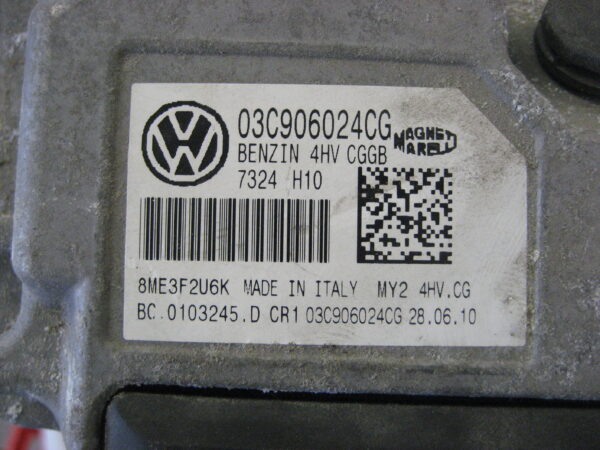 03C906024CG
MAGNETI
MARELLI
BENZIN 4HV CGGB
7324 H10
8ME3F2U6K MADE IN ITALY MY2 4HV.CG
BC.0103245.D CR1 03C906024CG 28.06.10